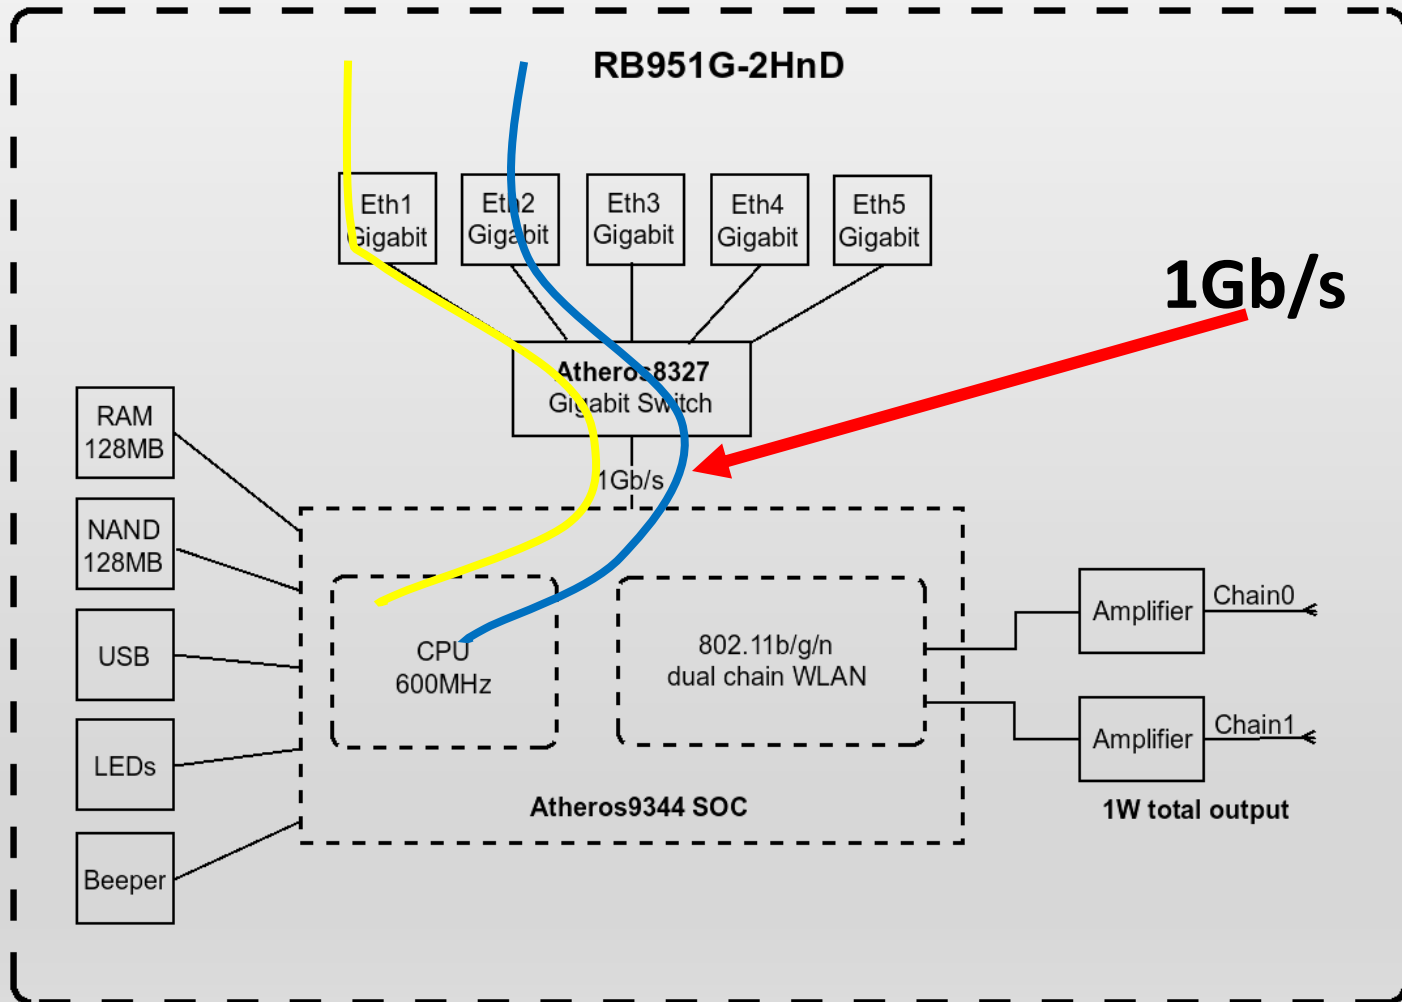 RB951G-2HnD
Eth1
Gigabit
Eth2
Gigabit
Eth3
Gigabit
Eth4
Gigabit
Eth5
Gigabit
1Gb/s
Atheros8327
Gigabit Switch
1Gb/s
RAM
128MB
NAND
128MB
USB
LEDs
Beeper
CPU
600MHz
802.11b/g/n
dual chain WLAN
Atheros9344 SOC
Amplifier
Chain0
Amplifier
Chain1
1W total output